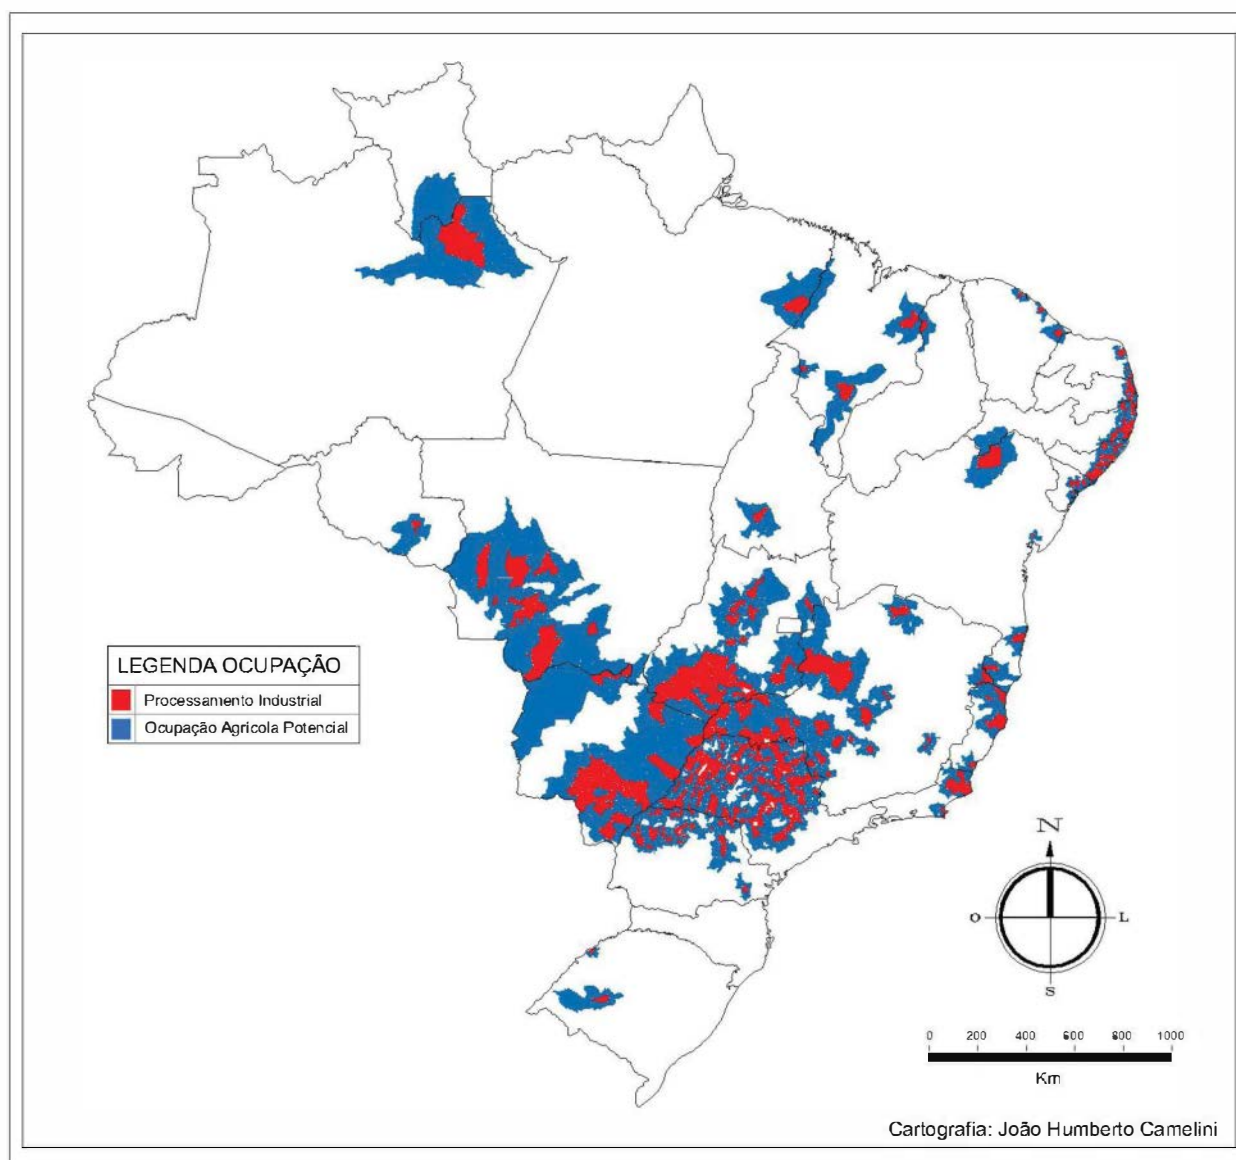 LEGENDA OCUPAÇÃO
Processamento Industrial
Ocupação Agrícola Potencial
N
O
L
S
0 200 400 600 800 1000
Km
Cartografia: João Humberto Camelini